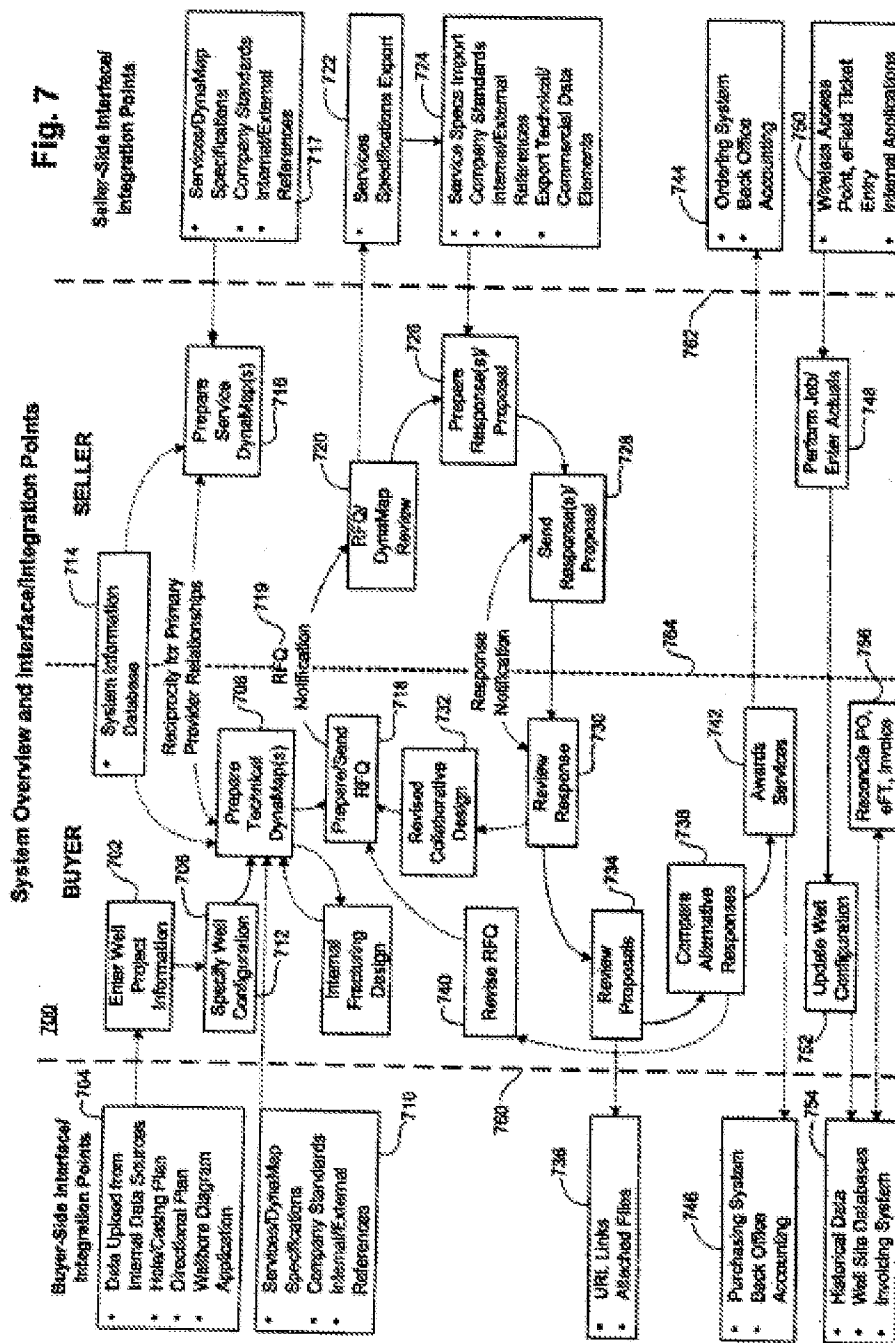 Fig. 7
System Overview and Interface/Integration Points
Buyer-Side Interface/
Integration Points
BUYER
SELLER
Seller-Side Interface/
Integration Points
700
704
* Data Upload from
Internal Data Sources
* Hole/Casing Plan
* Directional Plan
* Wellbore Diagram
Application
702
Enter Well
Project
Information
706
Specify Well
Configuration
712
Internal
Fracturing
Design
710
* Services/DynaMap
Specifications
* Company Standards
* Internal/External
References
714
* System Information
Database
Reciprocity for Primary
Provider Relationships
708
Prepare
Technical
DynaMap(s)
Prepare
Service
DynaMap(s)
716
* Services/DynaMap
Specifications
* Company Standards
* Internal/External
References
717
RFQ
719
Notification
Prepare/Send
RFQ
718
720
RFQ/
DynaMap
Review
722
* Services
Specifications Export
724
* Service Specs Import
* Company Standards
* Internal/External
References
* Export Technical/
Commercial Data
Elements
726
Prepare
Response(s)/
Proposal
Send
Response(s)/
Proposal
728
Response
Notification
732
Revised
Collaborative
Design
Review
Response
730
740
Revise RFQ
Review
Proposals
734
736
* URL Links
* Attached Files
738
Compare
Alternative
Responses
742
Awards
Services
744
* Ordering System
* Back Office
Accounting
746
* Purchasing System
* Back Office
Accounting
Perform Job/
Enter Actuals
748
750
* Wireless Access
Point, eField Ticket
Entry
* Internal Applications
752
Update Well
Configuration
754
* Historical Data
* Well Site Databases
* Invoicing System
756
Reconcile PO,
eFT, Invoice
760
764
762